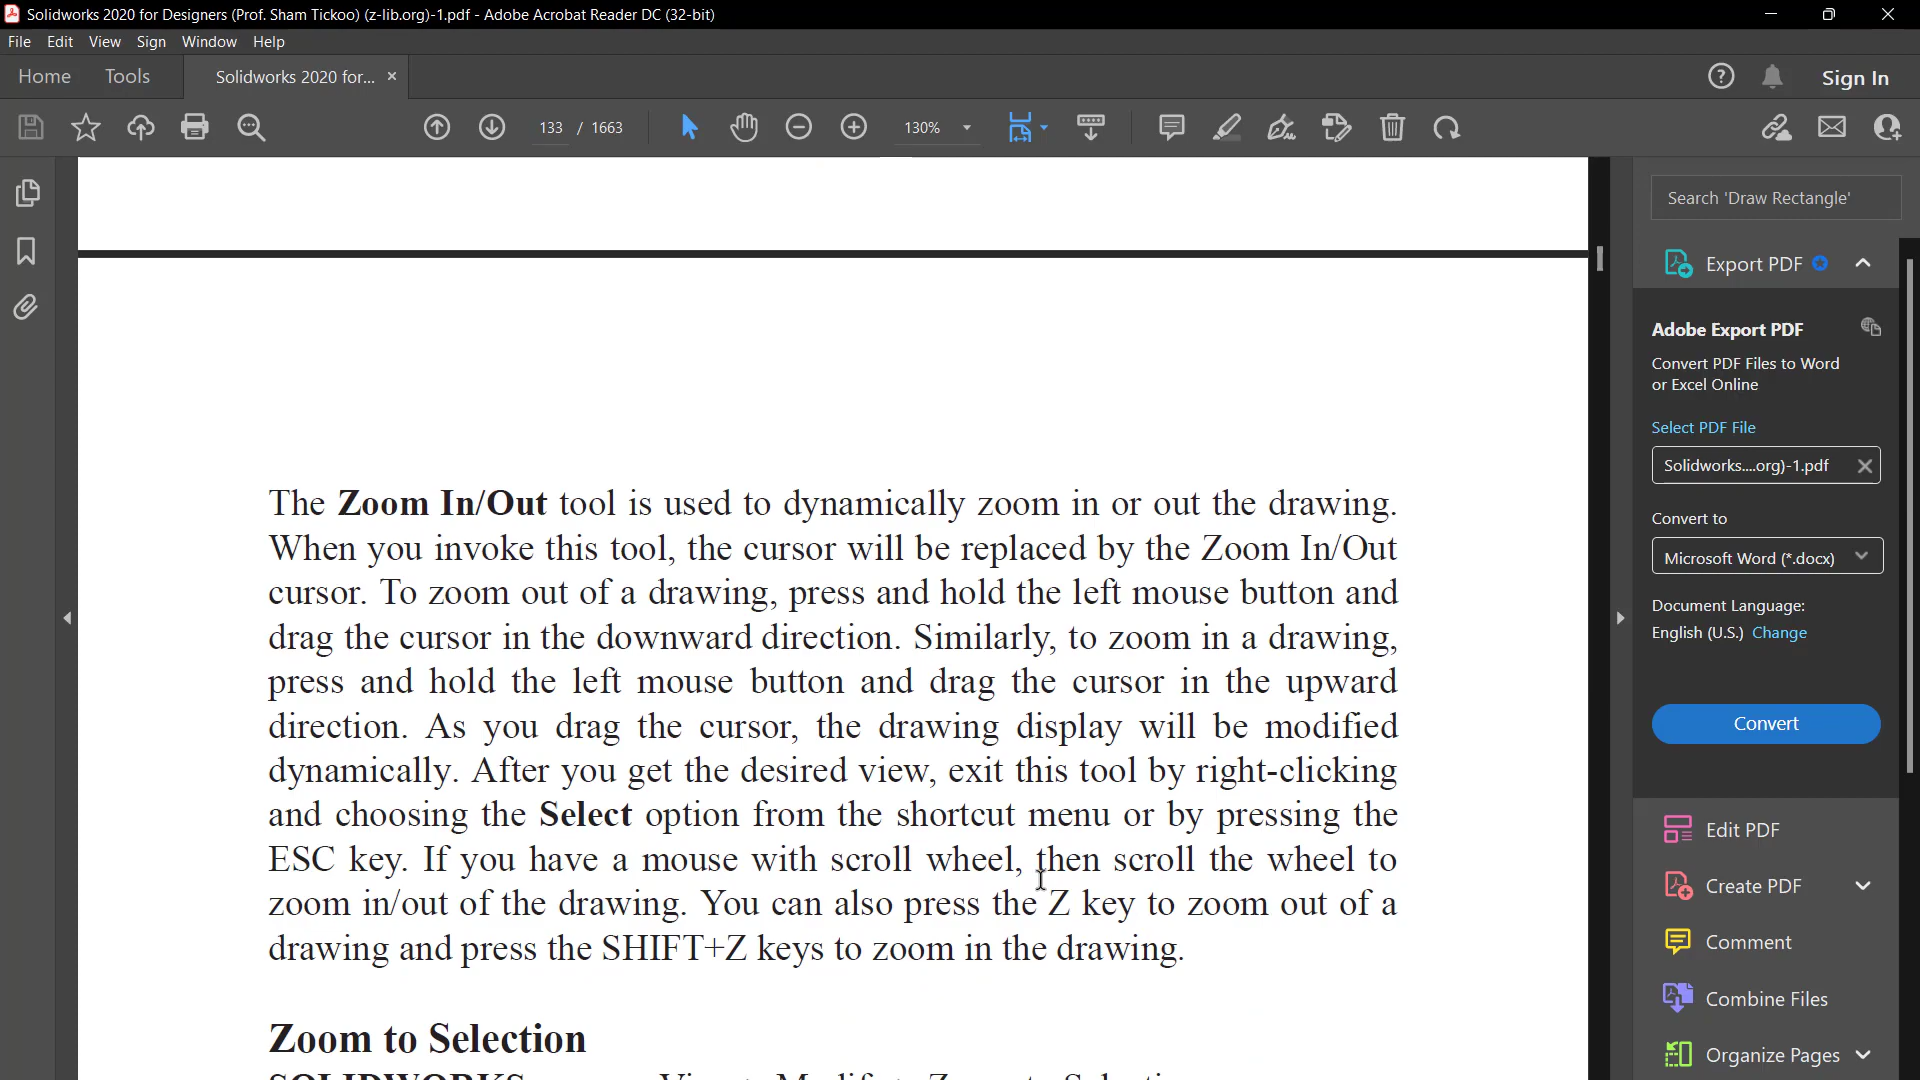 Solidworks 2020 for Designers (Prof. Sham Tickoo) (z-lib.org)-1.pdf - Adobe Acrobat Reader DC (32-bit)
File Edit View Sign Window Help
Home Tools Solidworks 2020 for... Sign In
133 / 1663 130%
Search 'Draw Rectangle'
Export PDF
Adobe Export PDF
Convert PDF Files to Word
or Excel Online
Select PDF File
Solidworks....org)-1.pdf
Convert to
Microsoft Word (*.docx)
Document Language:
English (U.S.) Change
Convert
Edit PDF
Create PDF
Comment
Combine Files
Organize Pages
The Zoom In/Out tool is used to dynamically zoom in or out the drawing.
When you invoke this tool, the cursor will be replaced by the Zoom In/Out
cursor. To zoom out of a drawing, press and hold the left mouse button and
drag the cursor in the downward direction. Similarly, to zoom in a drawing,
press and hold the left mouse button and drag the cursor in the upward
direction. As you drag the cursor, the drawing display will be modified
dynamically. After you get the desired view, exit this tool by right-clicking
and choosing the Select option from the shortcut menu or by pressing the
ESC key. If you have a mouse with scroll wheel, then scroll the wheel to
zoom in/out of the drawing. You can also press the Z key to zoom out of a
drawing and press the SHIFT+Z keys to zoom in the drawing.
Zoom to Selection